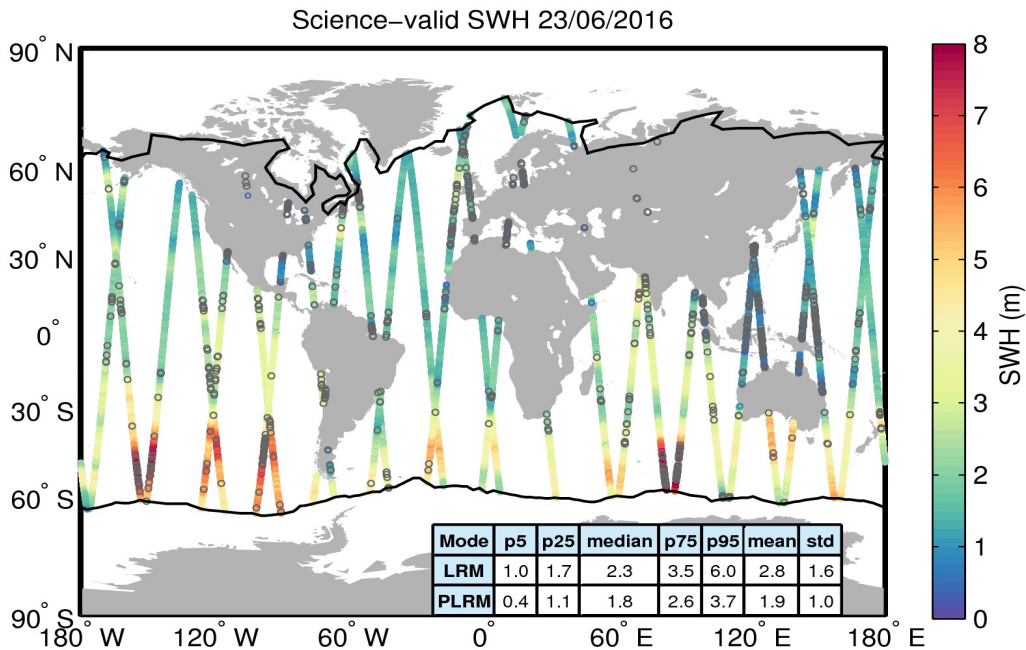 Science−valid SWH 23/06/2016
90° N
60° N
30° N
0°
30° S
60° S
90° S
180° W
120° W
60° W
0°
60° E
120° E
180° E
8
7
6
5
4
3
2
1
0
SWH (m)
Mode p5 p25 median p75 p95 mean std
LRM 1.0 1.7 2.3 3.5 6.0 2.8 1.6
PLRM 0.4 1.1 1.8 2.6 3.7 1.9 1.0